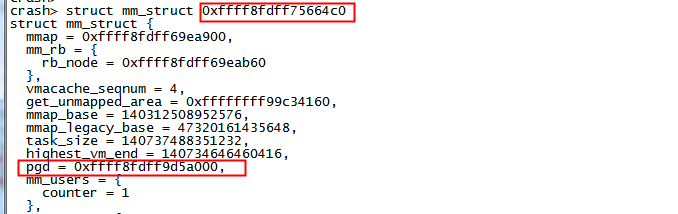 crash>
crash> struct mm_struct 0xffff8fdff75664c0
struct mm_struct {
mmap = 0xffff8fdff69ea900,
mm_rb = {
rb_node = 0xffff8fdff69eab60
},
vmacache_seqnum = 4,
get_unmapped_area = 0xffffffff99c34160,
mmap_base = 140312508952576,
mmap_legacy_base = 47320161435648,
task_size = 140737488351232,
highest_vm_end = 140734646460416,
pgd = 0xffff8fdff9d5a000,
mm_users = {
counter = 1
},